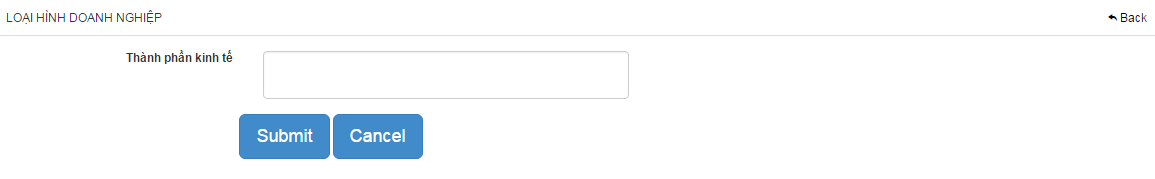 LOẠI HÌNH DOANH NGHIỆP Back
Thành phần kinh tế
Submit Cancel